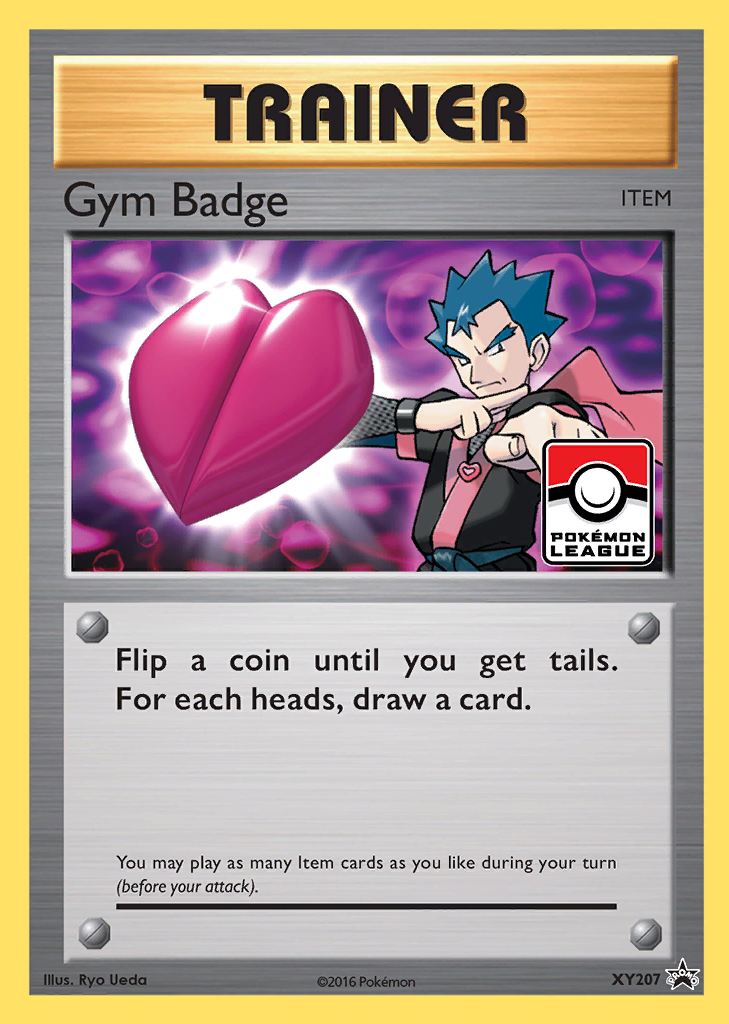 TRAINER
Gym Badge
ITEM
POKÉMON
LEAGUE
Flip a coin until you get tails.
For each heads, draw a card.
You may play as many Item cards as you like during your turn
(before your attack).
Illus. Ryo Ueda
©2016 Pokémon
XY207
PROMO